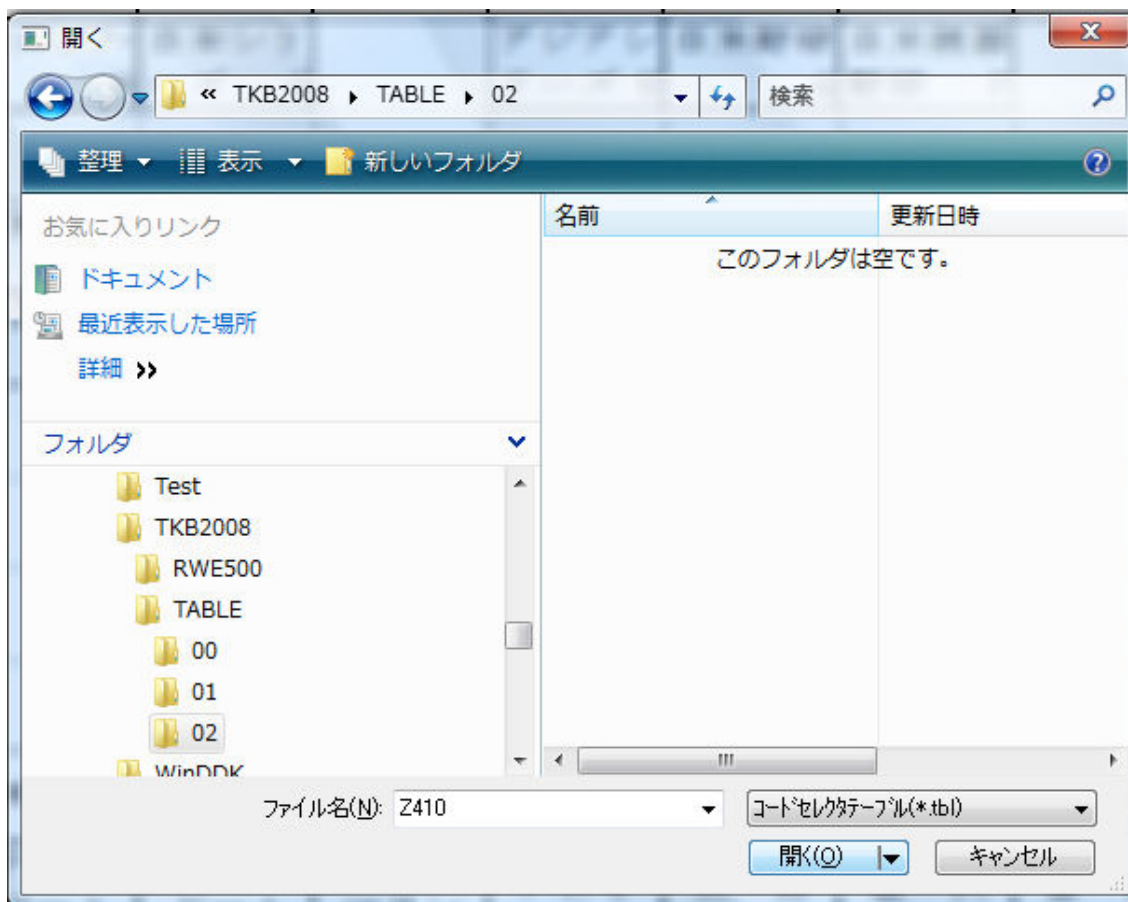 開く
« TKB2008 ▸ TABLE ▸ 02
検索
整理 表示 新しいフォルダ
お気に入りリンク
ドキュメント
最近表示した場所
詳細 »
フォルダ
Test
TKB2008
RWE500
TABLE
00
01
02
WinDDK
名前 更新日時
このフォルダは空です。
ファイル名(N): Z410
コードセレクタテーブル(*.tbl)
開く(O) キャンセル